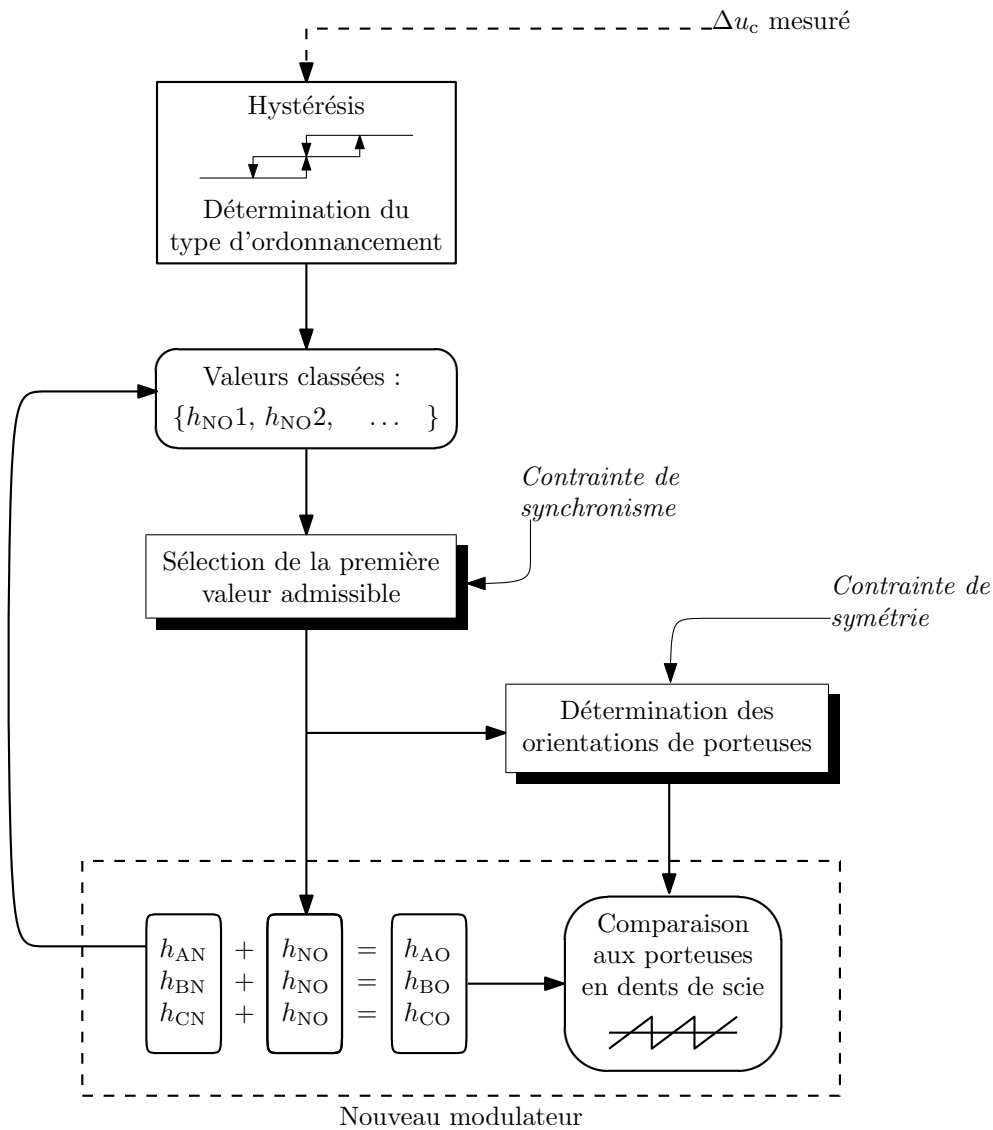 Δu_c mesuré
Hystérésis
Détermination du
type d'ordonnancement
Valeurs classées :
{h_NO1, h_NO2, ... }
Contrainte de
synchronisme
Sélection de la première
valeur admissible
Contrainte de
symétrie
Détermination des
orientations de porteuses
h_AN + h_NO = h_AO
h_BN + h_NO = h_BO
h_CN + h_NO = h_CO
Comparaison
aux porteuses
en dents de scie
Nouveau modulateur